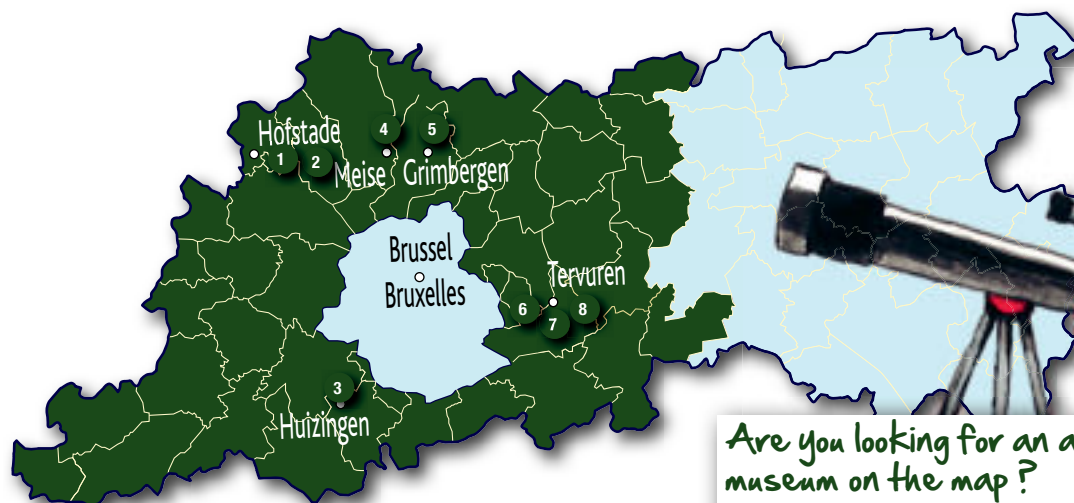 Hofstade
1
2
4
5
Meise
Grimbergen
Brussel
Bruxelles
Tervuren
6
7
8
3
Huizingen
Are you looking for an a
museum on the map?